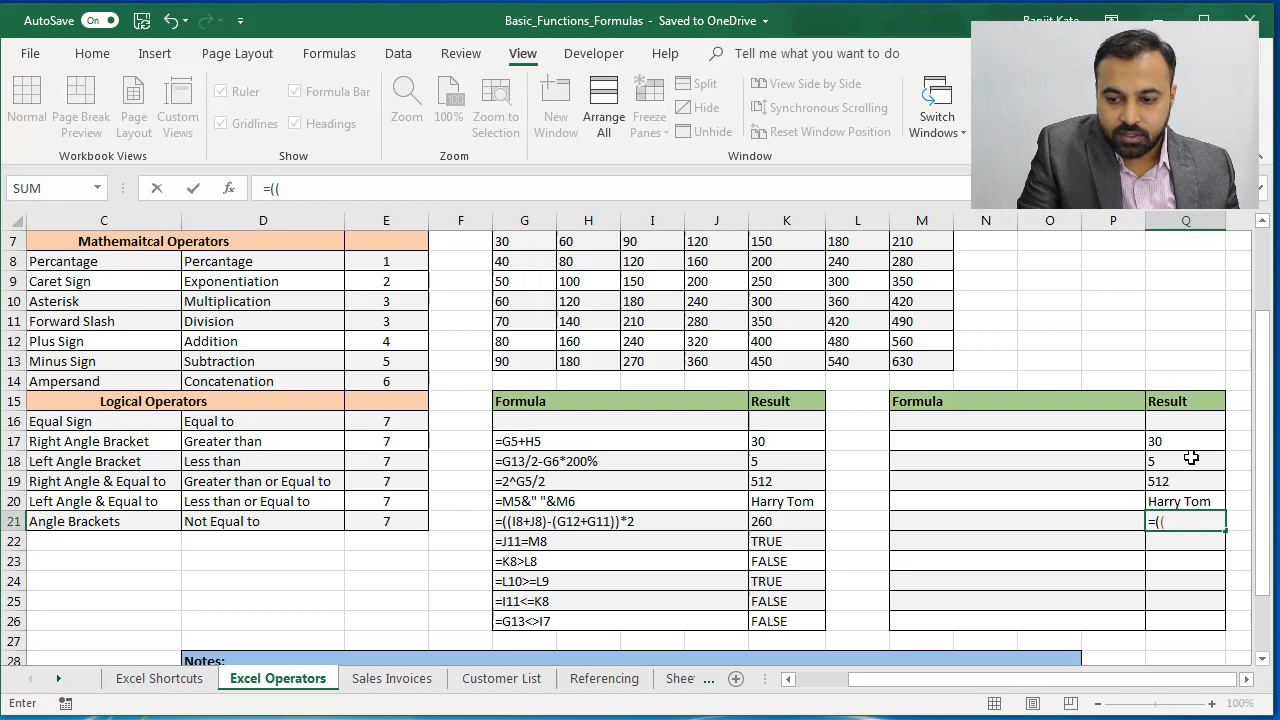 AutoSave On Basic_Functions_Formulas - Saved to OneDrive
File Home Insert Page Layout Formulas Data Review View Developer Help Tell me what you want to do
Ruler Formula Bar
Gridlines Headings
Normal Page Break Preview Page Layout Custom Views
Zoom 100% Zoom to Selection
New Window Arrange All Freeze Panes
Split
Hide
Unhide
View Side by Side
Synchronous Scrolling
Reset Window Position
Switch Windows
Workbook Views Show Zoom Window
SUM fx =((
C D E F G H I J K L M N O P Q
7 Mathemaitcal Operators 30 60 90 120 150 180 210
8 Percentage Percentage 1 40 80 120 160 200 240 280
9 Caret Sign Exponentiation 2 50 100 150 200 250 300 350
10 Asterisk Multiplication 3 60 120 180 240 300 360 420
11 Forward Slash Division 3 70 140 210 280 350 420 490
12 Plus Sign Addition 4 80 160 240 320 400 480 560
13 Minus Sign Subtraction 5 90 180 270 360 450 540 630
14 Ampersand Concatenation 6
15 Logical Operators Formula Result Formula Result
16 Equal Sign Equal to 7
17 Right Angle Bracket Greater than 7 =G5+H5 30 30
18 Left Angle Bracket Less than 7 =G13/2-G6*200% 5 5
19 Right Angle & Equal to Greater than or Equal to 7 =2^G5/2 512 512
20 Left Angle & Equal to Less than or Equal to 7 =M5&" "&M6 Harry Tom Harry Tom
21 Angle Brackets Not Equal to 7 =((I8+J8)-(G12+G11))*2 260 =((
22 =J11=M8 TRUE
23 =K8>L8 FALSE
24 =L10>=L9 TRUE
25 =I11<=K8 FALSE
26 =G13<>I7 FALSE
27
28 Notes:
Excel Shortcuts Excel Operators Sales Invoices Customer List Referencing Shee ...
Enter 100%